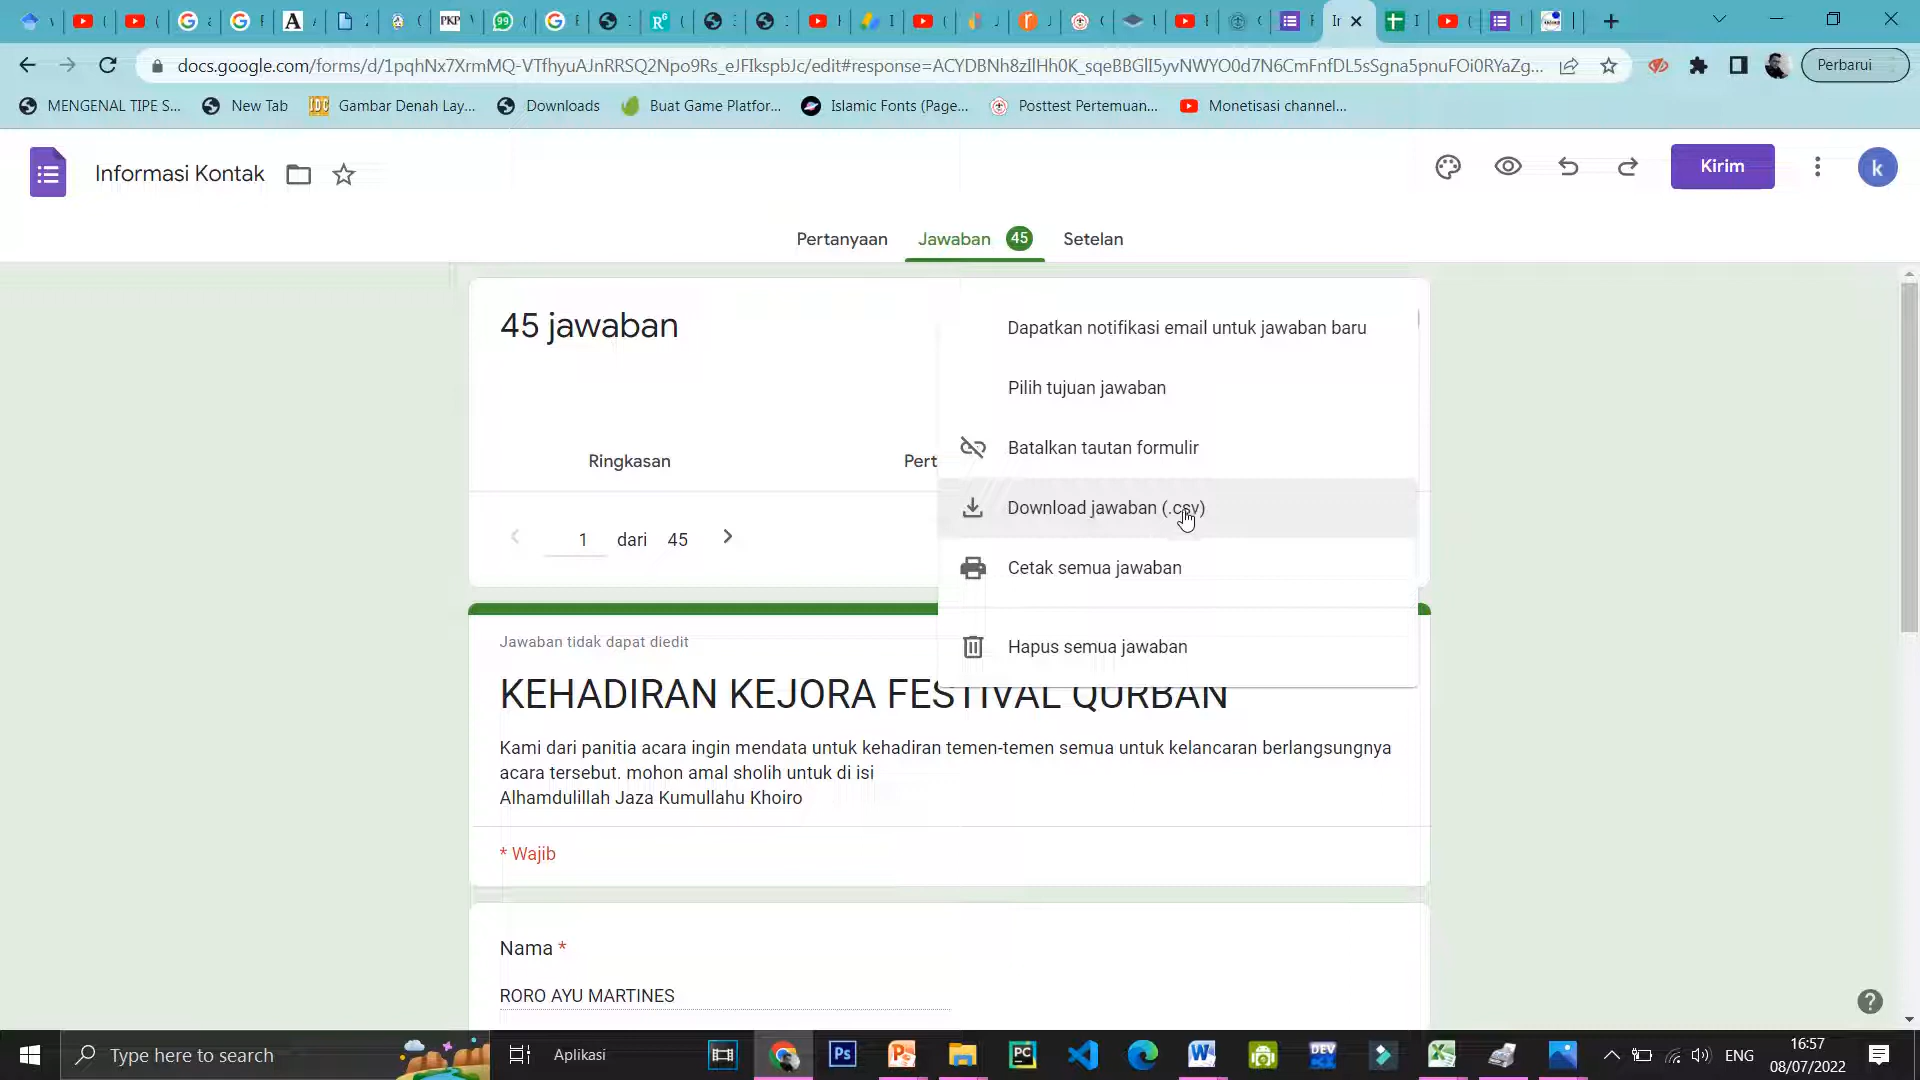 docs.google.com/forms/d/1pqhNx7XrmMQ-VTfhyuAJnRRSQ2Npo9Rs_eJFIkspbJc/edit#response=ACYDBNh8zIlHh0K_sqeBBGlI5yvNWYO0d7N6CmFnfDL5sSgna5pnuFOi0RYaZg...
Perbarui
MENGENAL TIPE S...
New Tab
Gambar Denah Lay...
Downloads
Buat Game Platfor...
Islamic Fonts (Page...
Posttest Pertemuan...
Monetisasi channel...
Informasi Kontak
Kirim
k
Pertanyaan
Jawaban 45
Setelan
45 jawaban
Dapatkan notifikasi email untuk jawaban baru
Pilih tujuan jawaban
Batalkan tautan formulir
Download jawaban (.csv)
Cetak semua jawaban
Hapus semua jawaban
Ringkasan
Pert
1 dari 45
Jawaban tidak dapat diedit
KEHADIRAN KEJORA FESTIVAL QURBAN
Kami dari panitia acara ingin mendata untuk kehadiran temen-temen semua untuk kelancaran berlangsungnya
acara tersebut. mohon amal sholih untuk di isi
Alhamdulillah Jaza Kumullahu Khoiro
* Wajib
Nama *
RORO AYU MARTINES
Type here to search
Aplikasi
ENG
16:57
08/07/2022